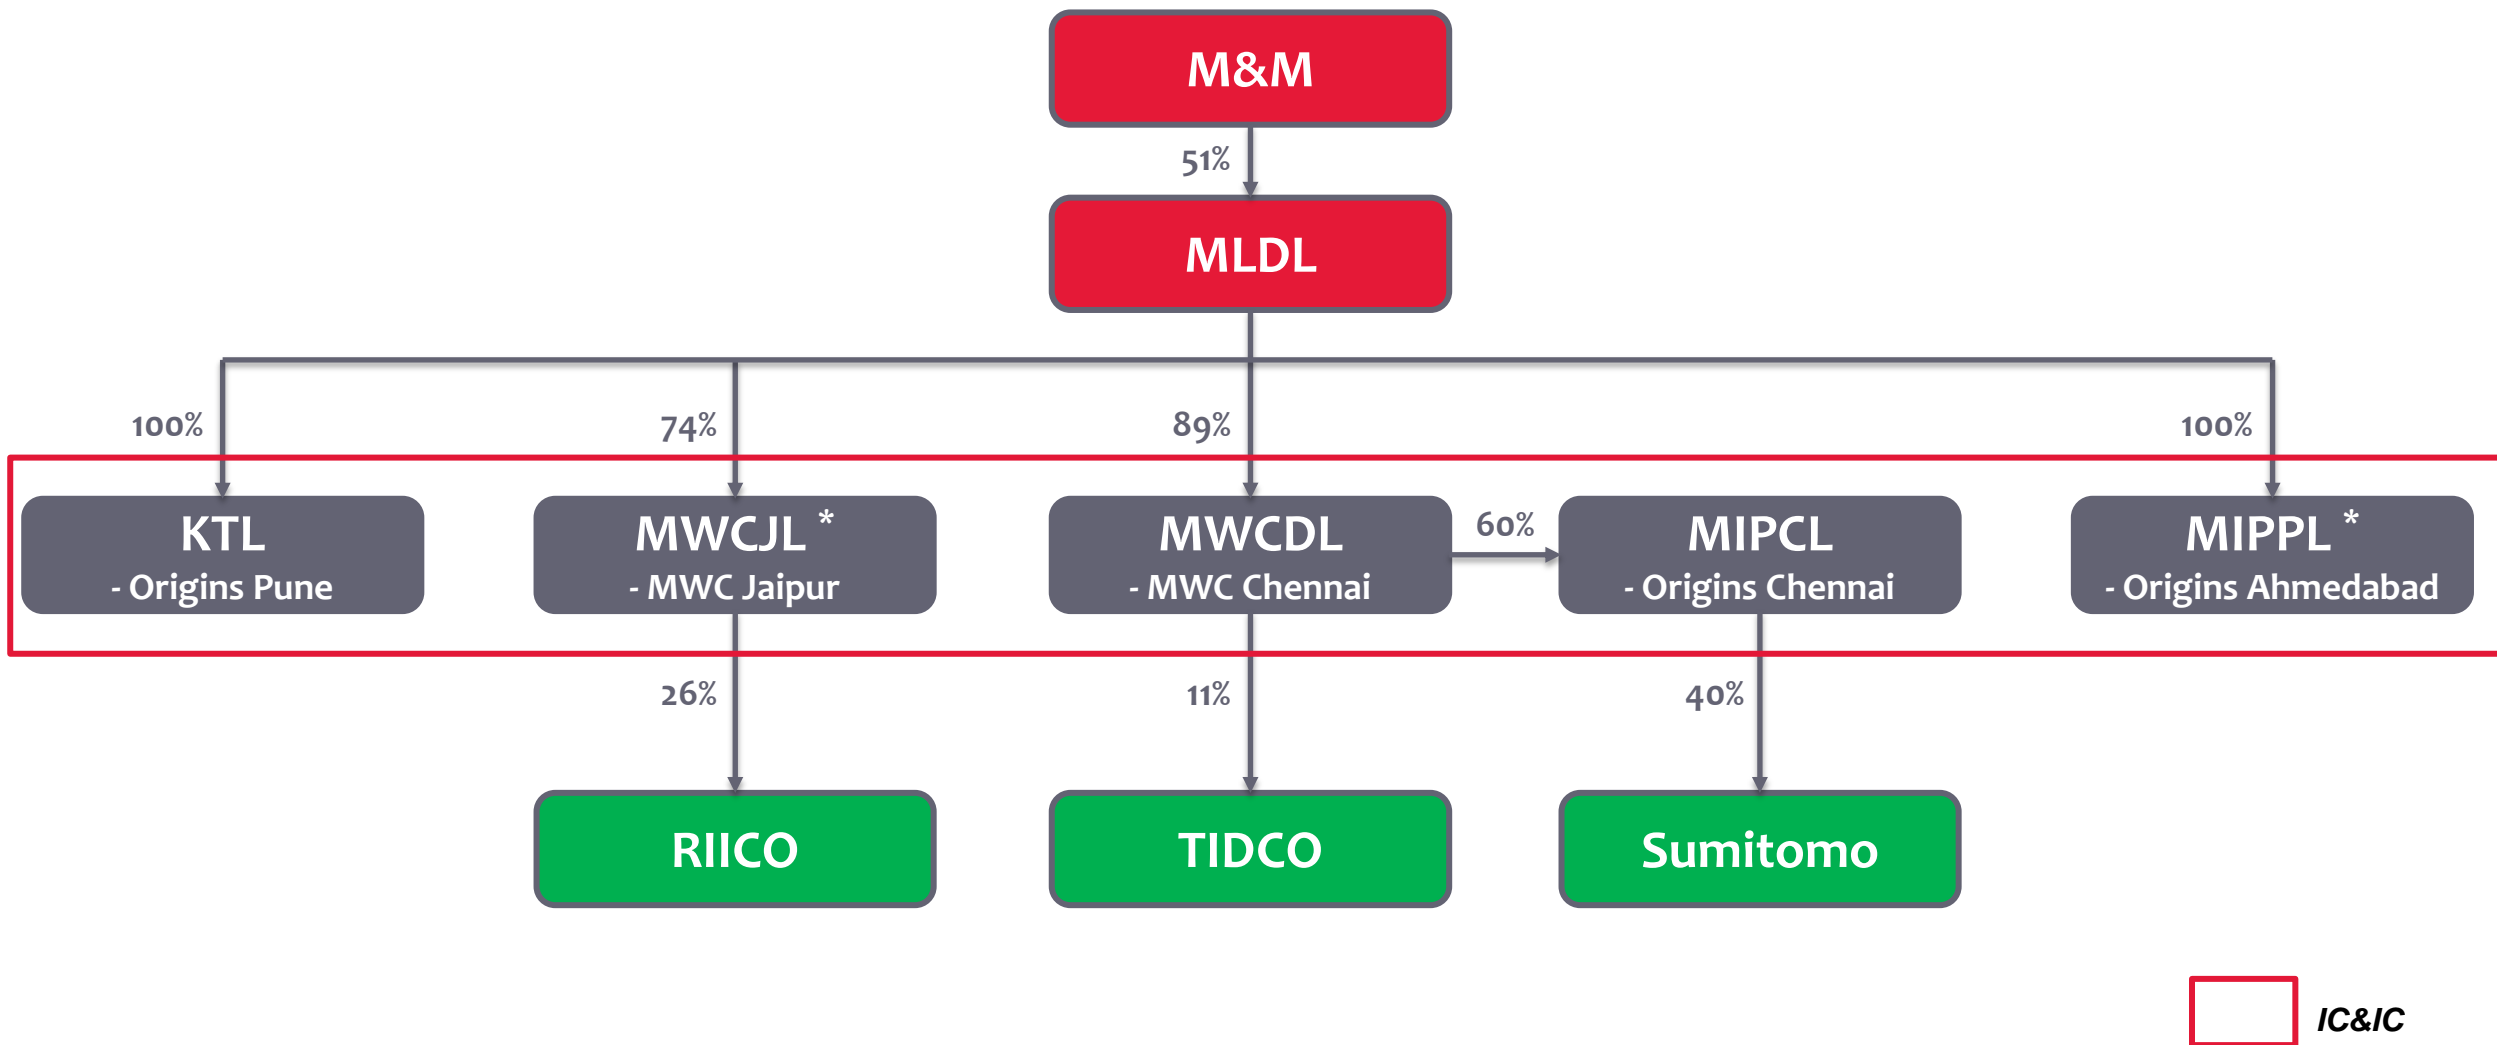 M&M
51%
MLDL
100%
74%
89%
100%
KTL
- Origins Pune
MWCJL *
- MWC Jaipur
MWCDL
- MWC Chennai
60%
MIPCL
- Origins Chennai
MIPPL *
- Origins Ahmedabad
26%
11%
40%
RIICO
TIDCO
Sumitomo
IC&IC